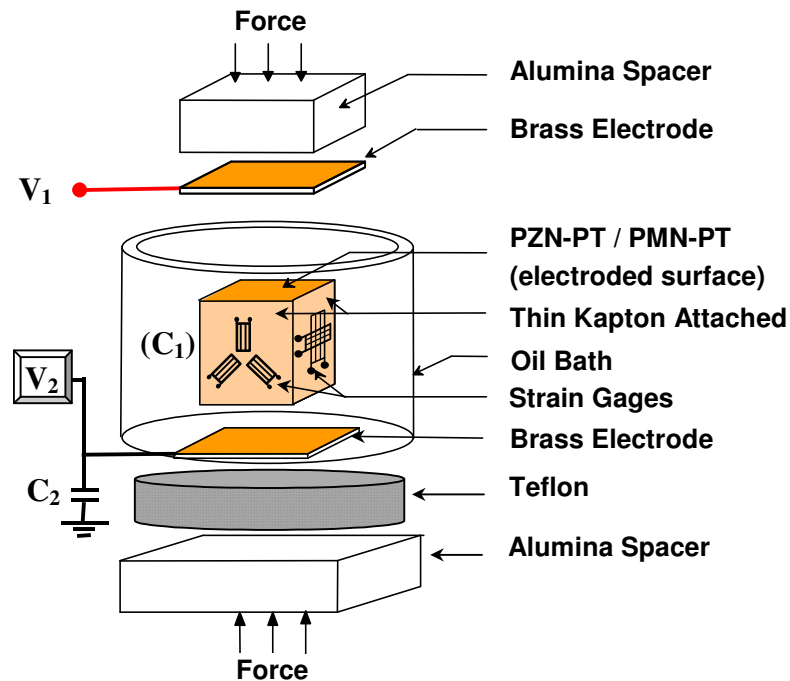 Force
Alumina Spacer
Brass Electrode
V₁
PZN-PT / PMN-PT
(electroded surface)
Thin Kapton Attached
(C₁)
Oil Bath
V₂
Strain Gages
Brass Electrode
C₂
Teflon
Alumina Spacer
Force